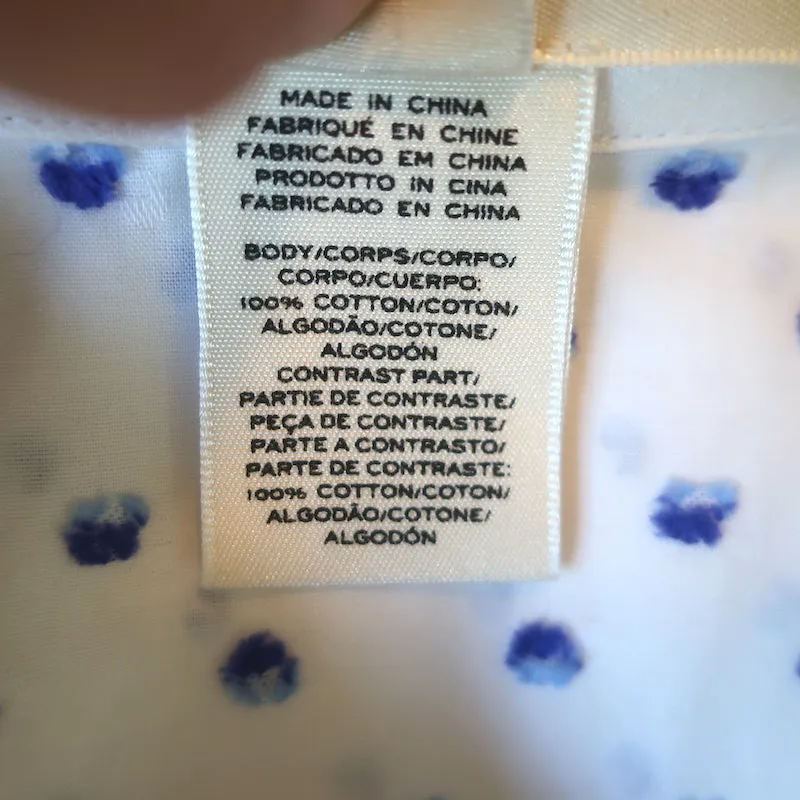 MADE IN CHINA
FABRIQUÉ EN CHINE
FABRICADO EM CHINA
PRODOTTO IN CINA
FABRICADO EN CHINA
BODY/CORPS/CORPO/
CORPO/CUERPO:
100% COTTON/COTON/
ALGODÃO/COTONE/
ALGODÓN
CONTRAST PART/
PARTIE DE CONTRASTE/
PEÇA DE CONTRASTE/
PARTE A CONTRASTO/
PARTE DE CONTRASTE:
100% COTTON/COTON/
ALGODÃO/COTONE/
ALGODÓN